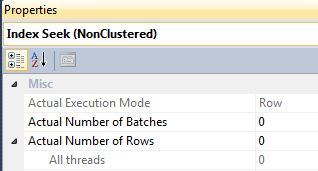 Properties
Index Seek (NonClustered)
Misc
Actual Execution Mode Row
Actual Number of Batches 0
Actual Number of Rows 0
All threads 0